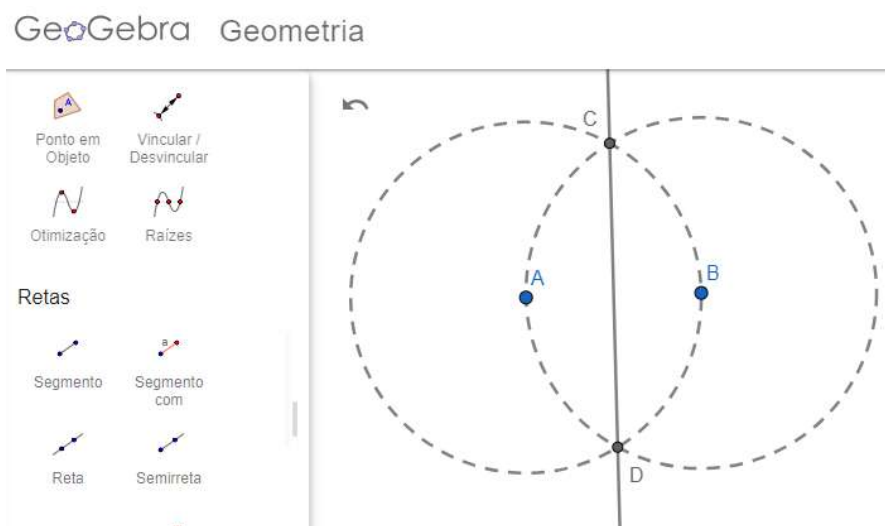 GeoGebra Geometria
Ponto em
Objeto
Vincular /
Desvincular
Otimização
Raízes
Retas
Segmento
a
Segmento
com
Reta
Semirreta
A
C
A
B
D